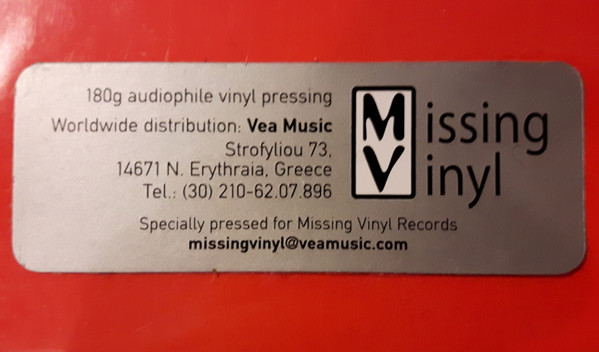 180g audiophile vinyl pressing
Worldwide distribution: Vea Music
Strofyliou 73,
14671 N. Erythraia, Greece
Tel.: (30) 210-62.07.896
Missing
Vinyl
Specially pressed for Missing Vinyl Records
missingvinyl@veamusic.com